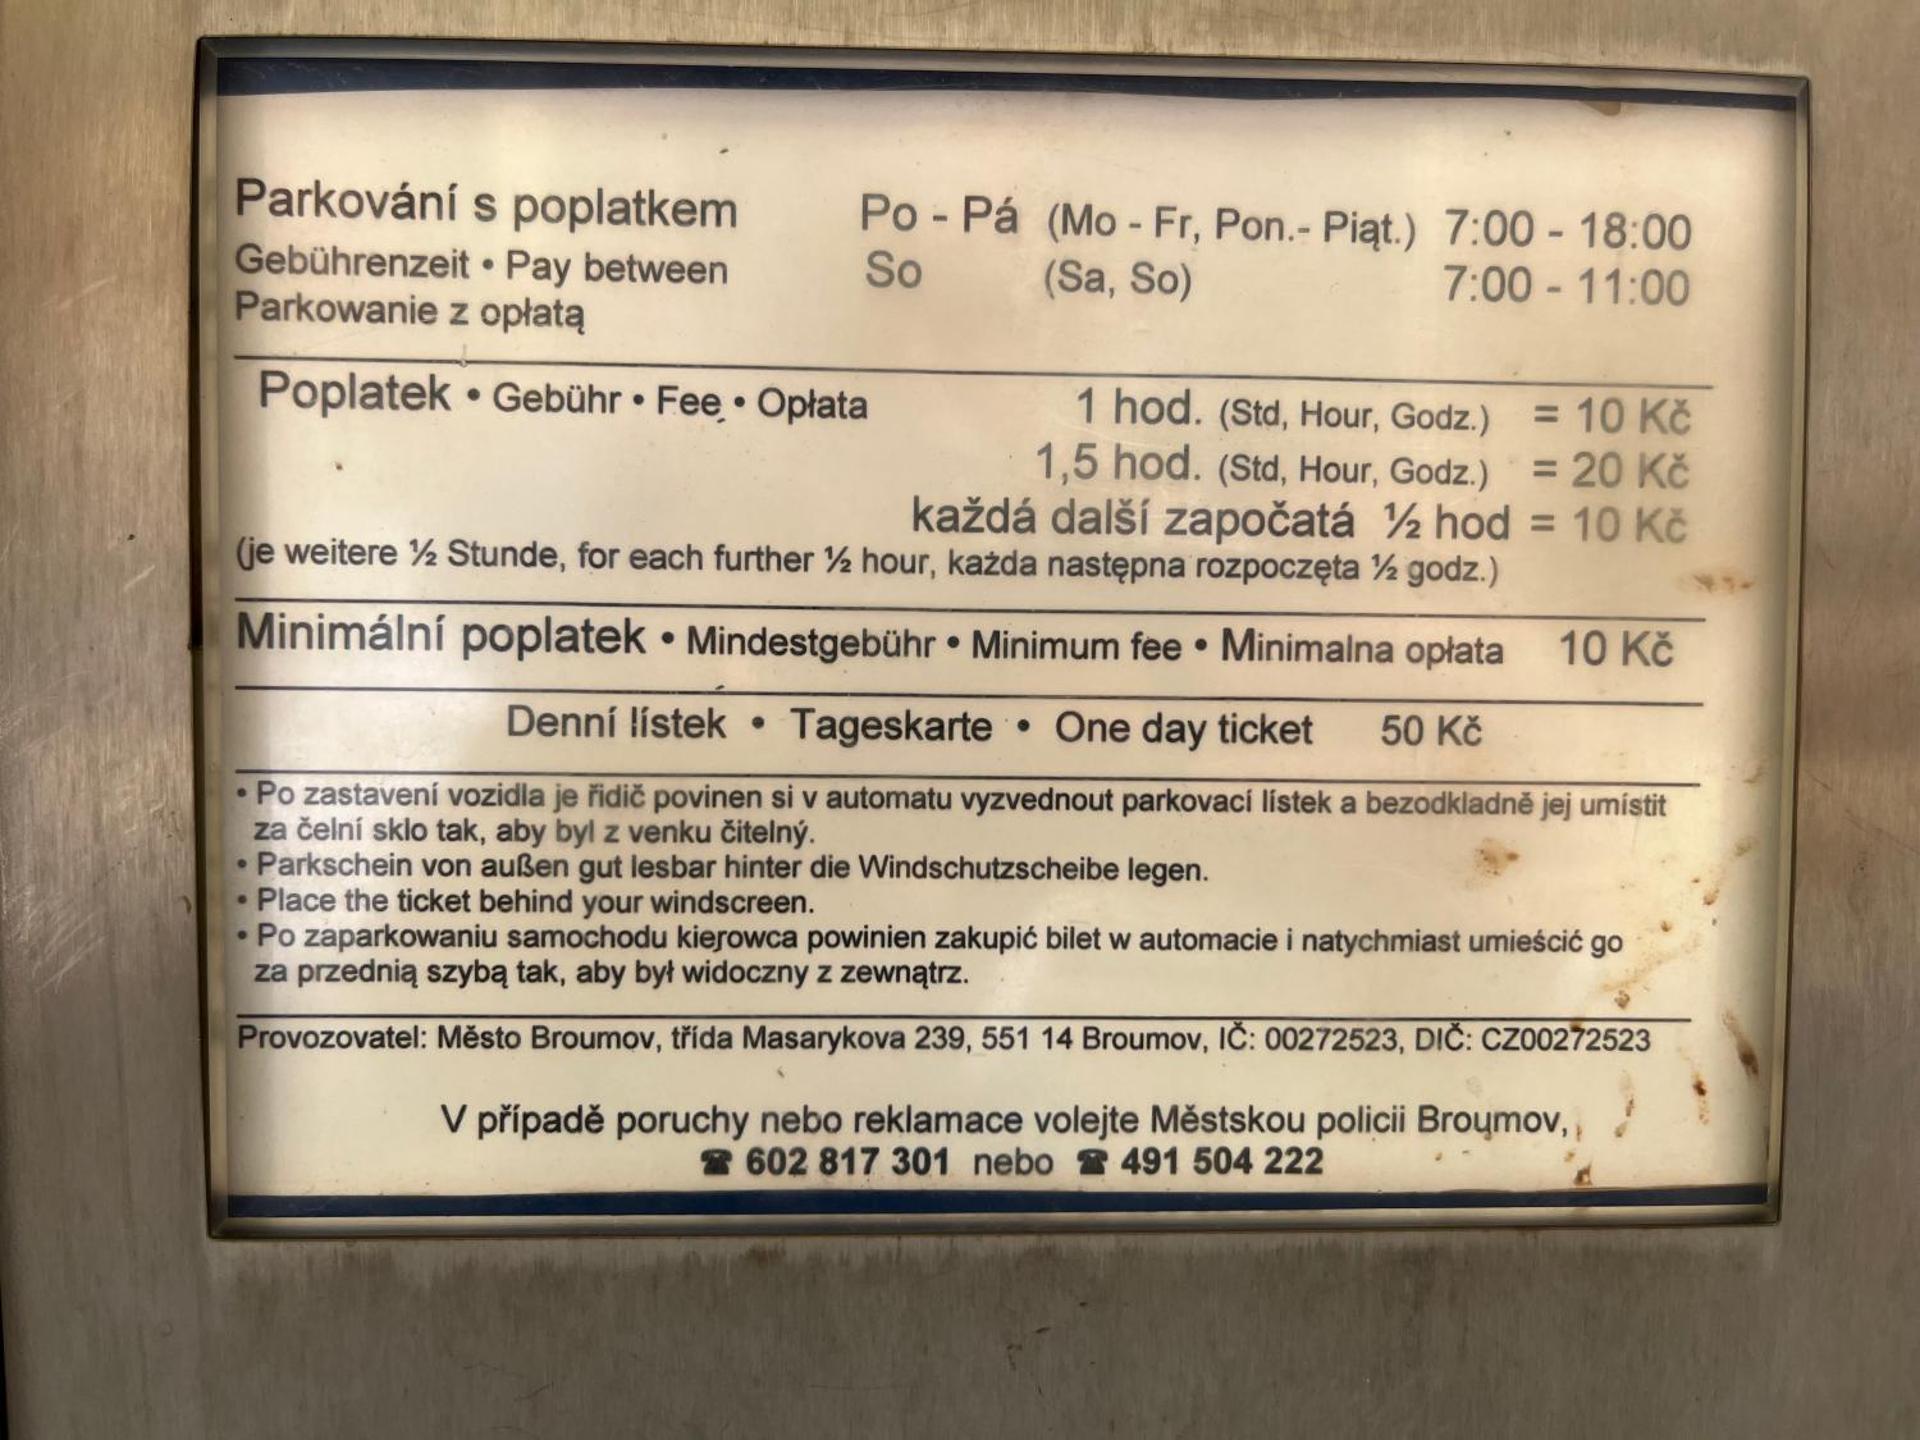 Parkování s poplatkem Po - Pá (Mo - Fr, Pon.- Piąt.) 7:00 - 18:00
Gebührenzeit • Pay between So (Sa, So) 7:00 - 11:00
Parkowanie z opłatą
Poplatek • Gebühr • Fee • Opłata 1 hod. (Std, Hour, Godz.) = 10 Kč
1,5 hod. (Std, Hour, Godz.) = 20 Kč
každá další započatá ½ hod = 10 Kč
(je weitere ½ Stunde, for each further ½ hour, każda następna rozpoczęta ½ godz.)
Minimální poplatek • Mindestgebühr • Minimum fee • Minimalna opłata 10 Kč
Denní lístek • Tageskarte • One day ticket 50 Kč
• Po zastavení vozidla je řidič povinen si v automatu vyzvednout parkovací lístek a bezodkladně jej umístit
za čelní sklo tak, aby byl z venku čitelný.
• Parkschein von außen gut lesbar hinter die Windschutzscheibe legen.
• Place the ticket behind your windscreen.
• Po zaparkowaniu samochodu kierowca powinien zakupić bilet w automacie i natychmiast umieścić go
za przednią szybą tak, aby był widoczny z zewnątrz.
Provozovatel: Město Broumov, třída Masarykova 239, 551 14 Broumov, IČ: 00272523, DIČ: CZ00272523
V případě poruchy nebo reklamace volejte Městskou policii Broumov,
☎ 602 817 301 nebo ☎ 491 504 222